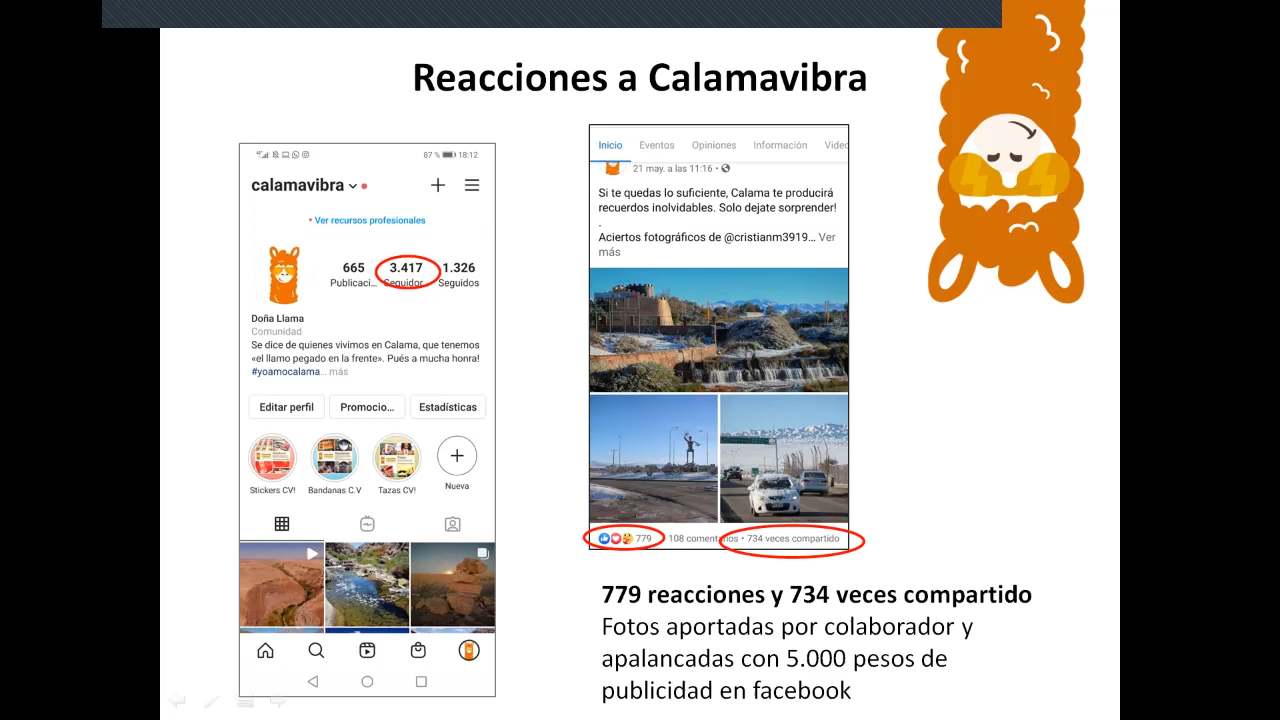 Reacciones a Calamavibra
87 % 18:12
calamavibra
Ver recursos profesionales
665 3.417 1.326
Publicaci... Seguidor Seguidos
Doña Llama
Comunidad
Se dice de quienes vivimos en Calama, que tenemos
«el llamo pegado en la frente». Pués a mucha honra!
#yoamocalama... más
Editar perfil Promocio... Estadísticas
Stickers CV! Bandanas C.V Tazas CV! Nueva
Inicio Eventos Opiniones Información Videc
21 may. a las 11:16 •
Si te quedas lo suficiente, Calama te producirá
recuerdos inolvidables. Solo dejate sorprender!
.
Aciertos fotográficos de @cristianm3919... Ver
más
779 108 comentarios • 734 veces compartido
779 reacciones y 734 veces compartido
Fotos aportadas por colaborador y
apalancadas con 5.000 pesos de
publicidad en facebook